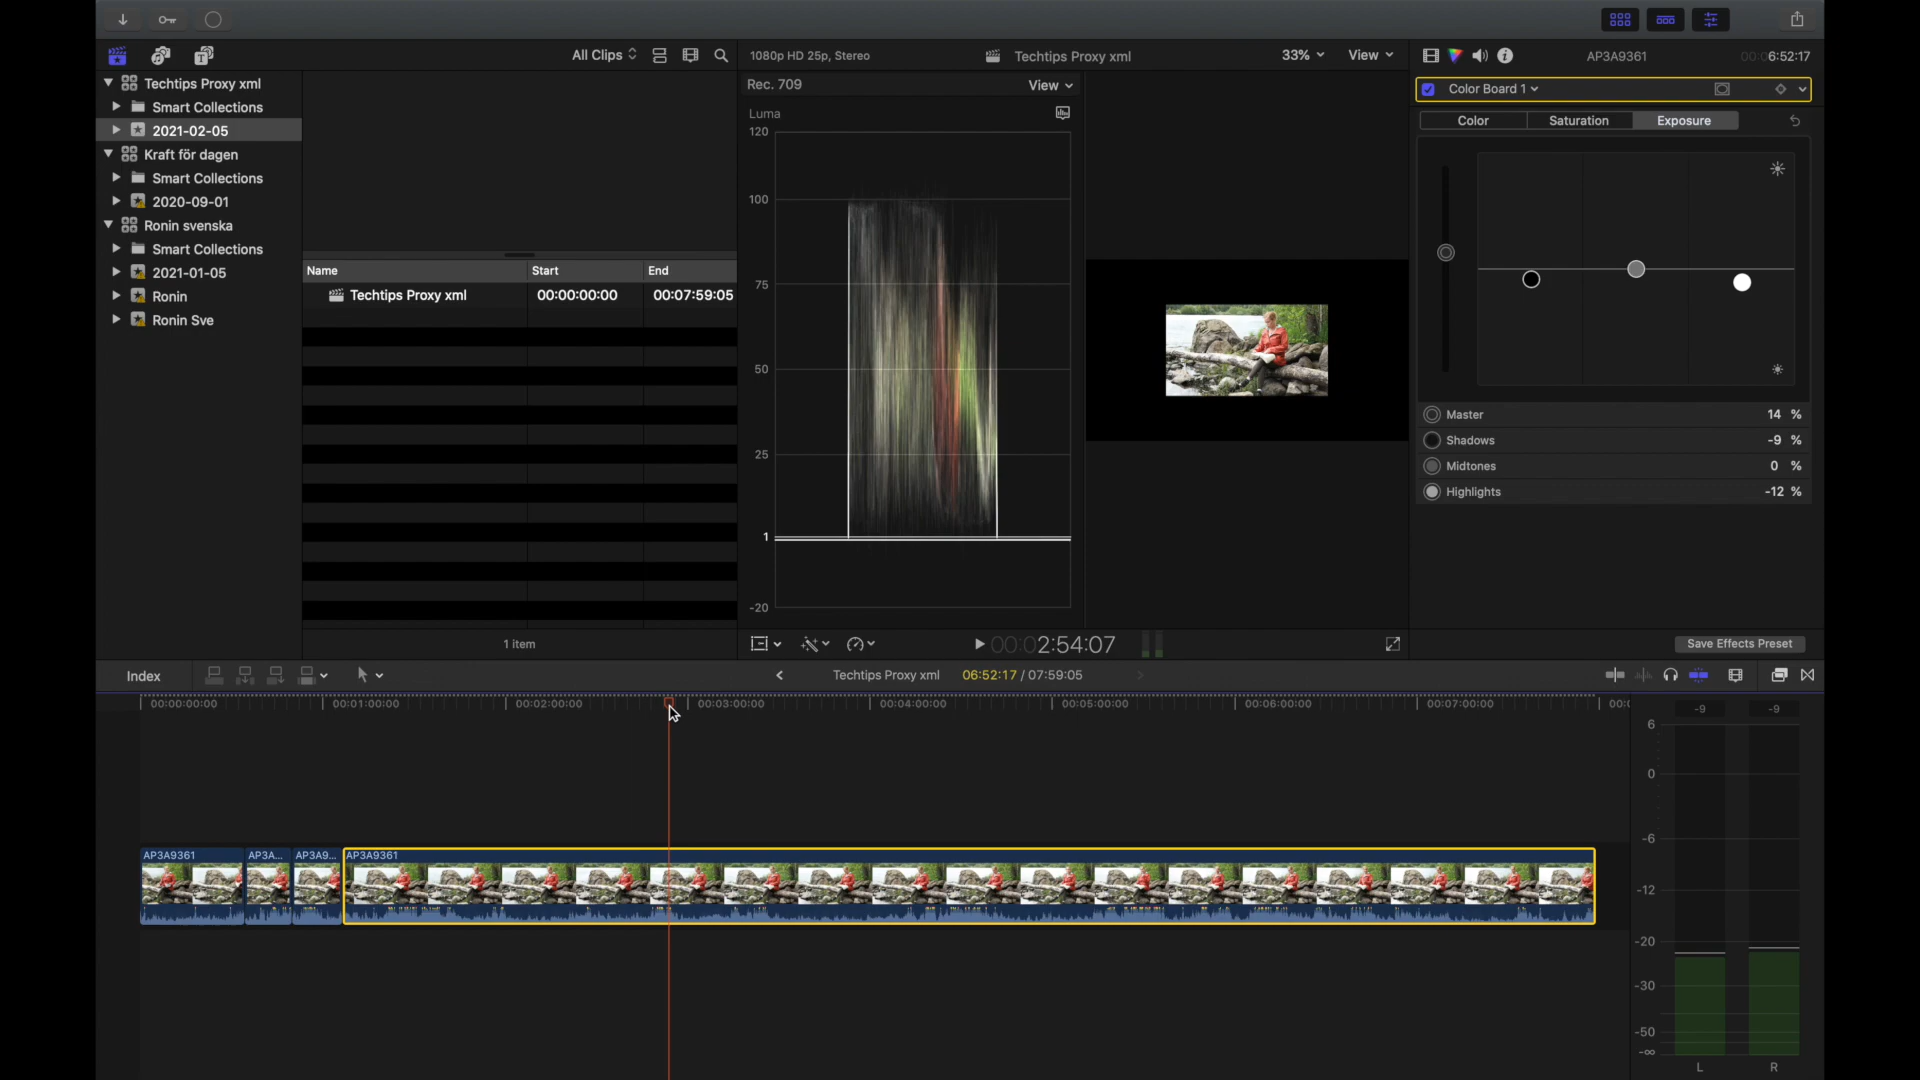 All Clips
1080p HD 25p, Stereo
Techtips Proxy xml
33%
View
AP3A9361
00:06:52:17
Techtips Proxy xml
Smart Collections
2021-02-05
Kraft för dagen
Smart Collections
2020-09-01
Ronin svenska
Smart Collections
2021-01-05
Ronin
Ronin Sve
Name
Start
End
Techtips Proxy xml
00:00:00:00
00:07:59:05
1 item
Rec. 709
View
Luma
120
100
75
50
25
1
-20
00:02:54:07
Color Board 1
Color
Saturation
Exposure
Master
14 %
Shadows
-9 %
Midtones
0 %
Highlights
-12 %
Save Effects Preset
Index
Techtips Proxy xml
06:52:17 / 07:59:05
00:00:00:00
00:01:00:00
00:02:00:00
00:03:00:00
00:04:00:00
00:05:00:00
00:06:00:00
00:07:00:00
AP3A9361
AP3A...
AP3A9...
AP3A9361
-9
-9
6
0
-6
-12
-20
-30
-50
-∞
L
R